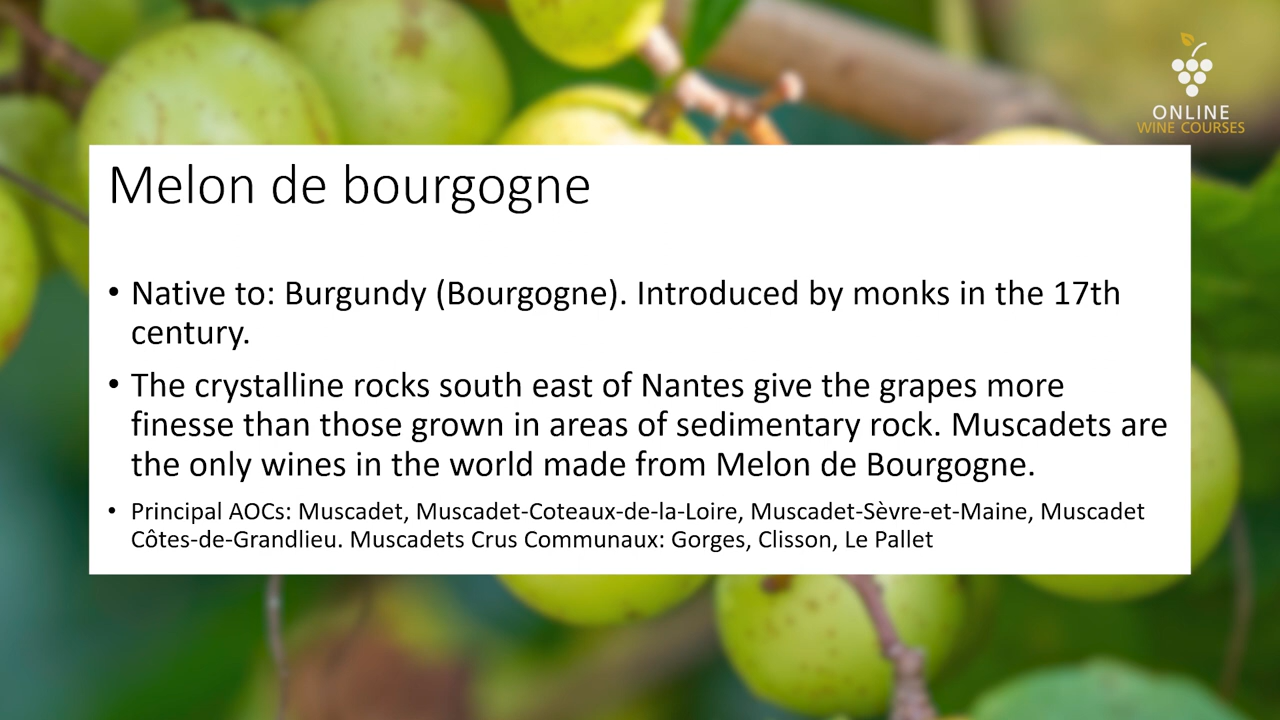 ONLINE
WINE COURSES
Melon de bourgogne
• Native to: Burgundy (Bourgogne). Introduced by monks in the 17th
century.
• The crystalline rocks south east of Nantes give the grapes more
finesse than those grown in areas of sedimentary rock. Muscadets are
the only wines in the world made from Melon de Bourgogne.
• Principal AOCs: Muscadet, Muscadet-Coteaux-de-la-Loire, Muscadet-Sèvre-et-Maine, Muscadet
Côtes-de-Grandlieu. Muscadets Crus Communaux: Gorges, Clisson, Le Pallet